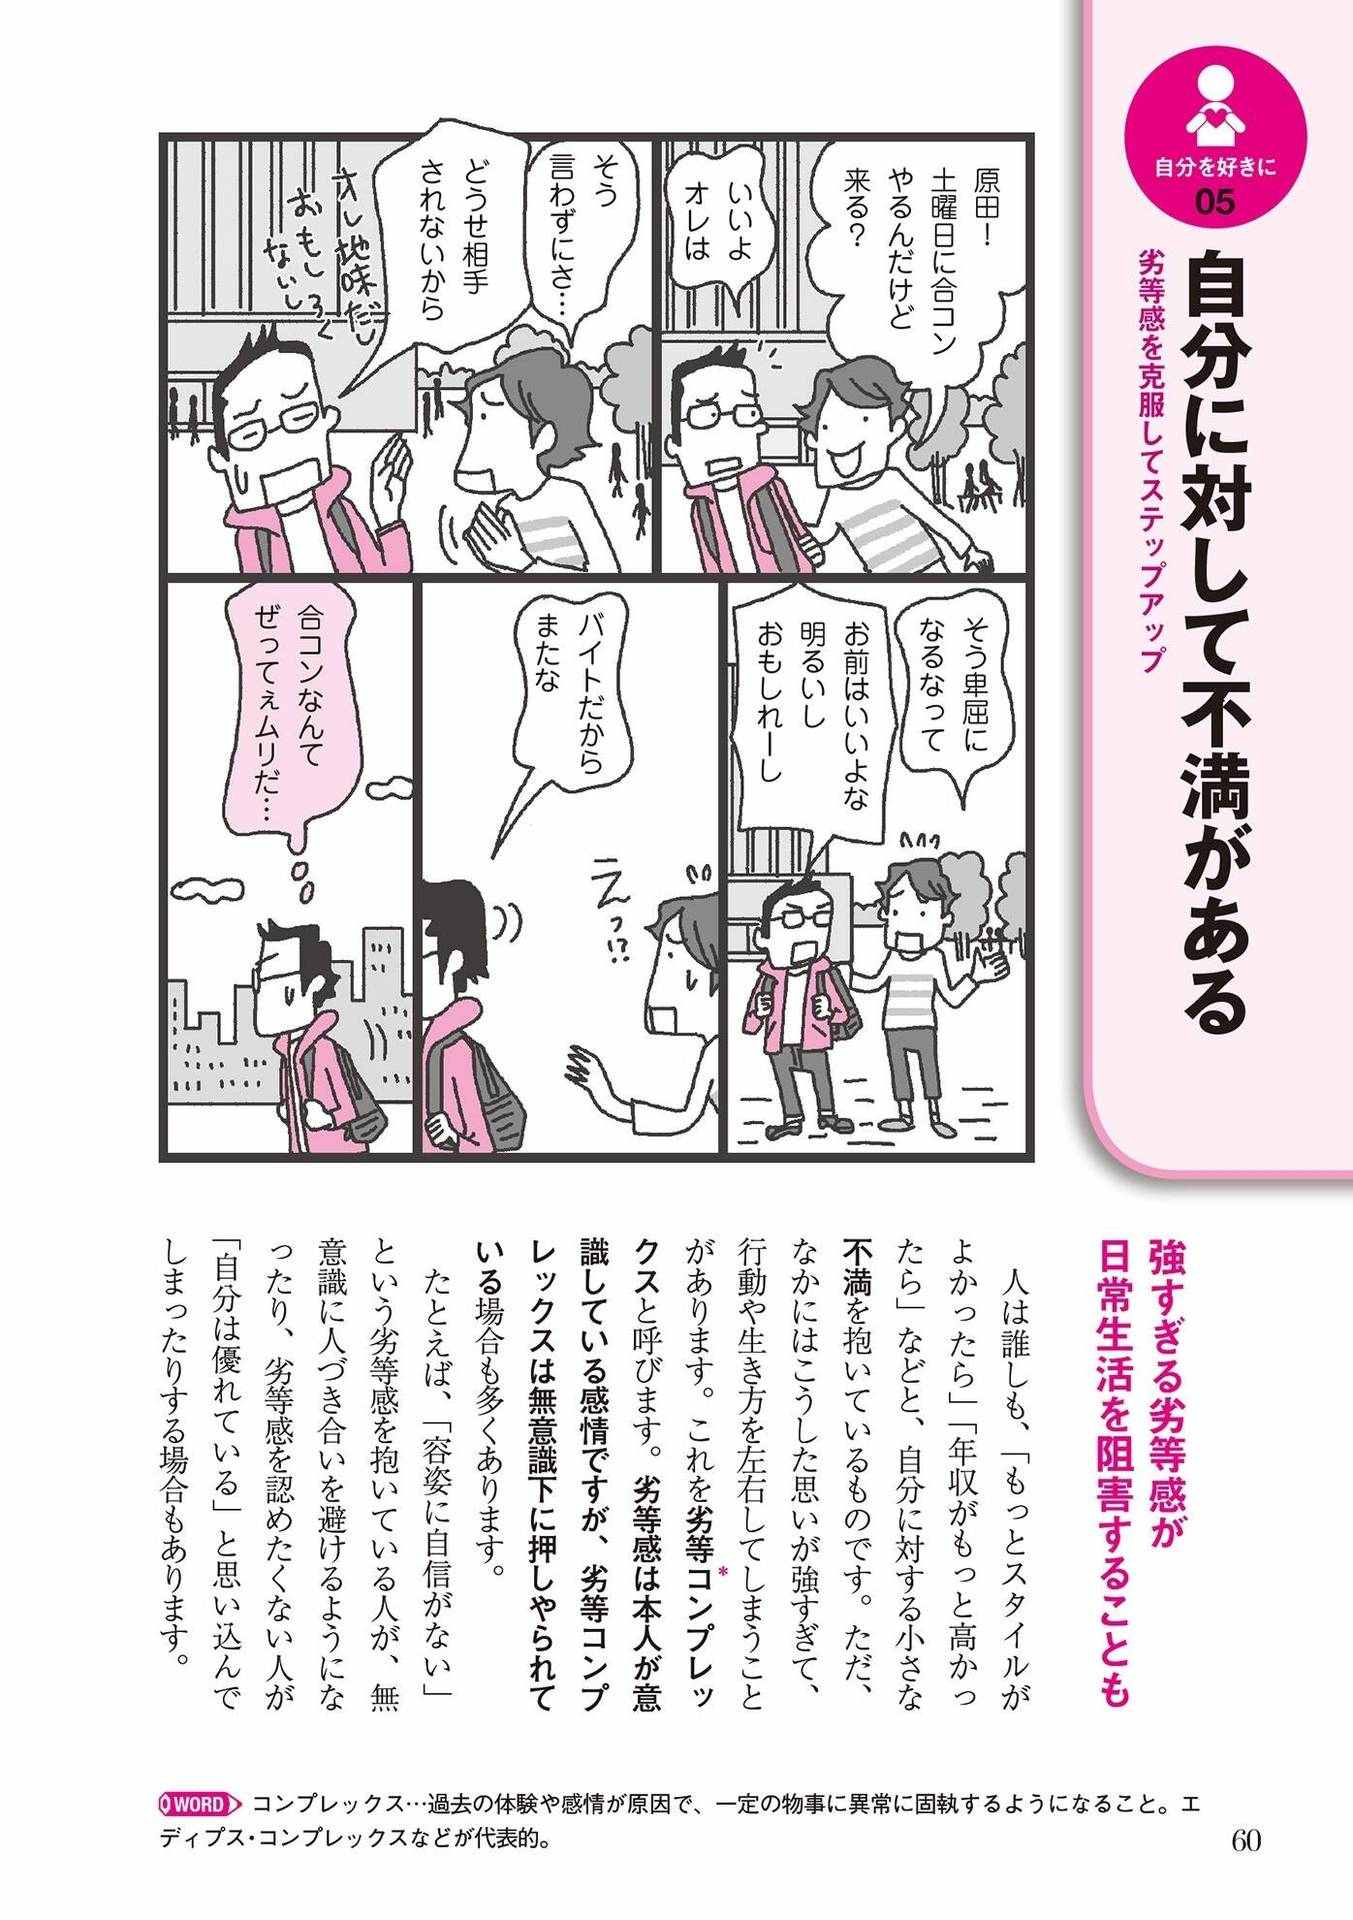 自分を好きに
05
自分に対して不満がある
劣等感を克服してステップアップ
原田！
土曜日に合コン
やるんだけど
来る？
いいよ
オレは
そう
言わずにさ…
どうせ相手
されないから
オレ地味だし
おもしろく
ないし
そう卑屈に
なるなって
お前はいいよな
明るいし
おもしれーし
バイトだから
またな
えっ!?
合コンなんて
ぜってぇムリだ…
強すぎる劣等感が
日常生活を阻害することも
人は誰しも、「もっとスタイルが
よかったら」「年収がもっと高かっ
たら」などと、自分に対する小さな
不満を抱いているものです。ただ、
なかにはこうした思いが強すぎて、
行動や生き方を左右してしまうこと
があります。これを劣等コンプレッ
クス*と呼びます。劣等感は本人が意
識している感情ですが、劣等コンプ
レックスは無意識下に押しやられて
いる場合も多くあります。
たとえば、「容姿に自信がない」
という劣等感を抱いている人が、無
意識に人づき合いを避けるようにな
ったり、劣等感を認めたくない人が
「自分は優れている」と思い込んで
しまったりする場合もあります。
WORD コンプレックス…過去の体験や感情が原因で、一定の物事に異常に固執するようになること。エ
ディプス・コンプレックスなどが代表的。
60